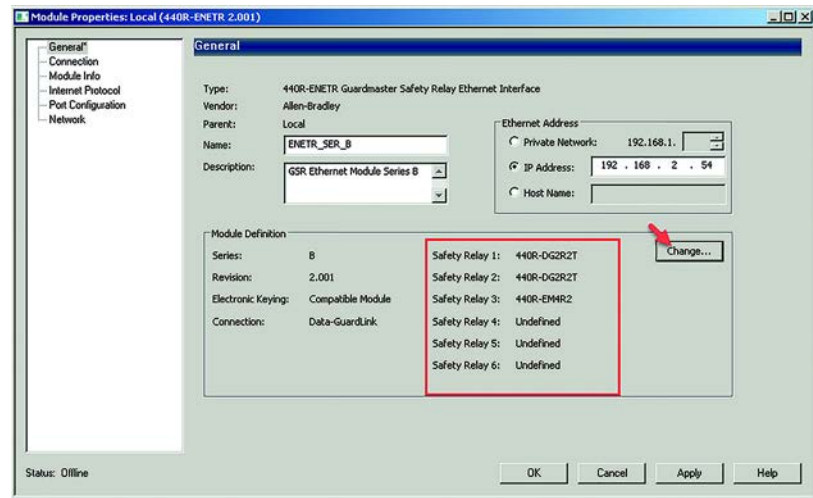 Module Properties: Local (440R-ENETR 2.001)
General*
Connection
Module Info
Internet Protocol
Port Configuration
Network
General
Type: 440R-ENETR Guardmaster Safety Relay Ethernet Interface
Vendor: Allen-Bradley
Parent: Local
Name: ENETR_SER_B
Description: GSR Ethernet Module Series B
Ethernet Address
Private Network: 192.168.1.
IP Address: 192 . 168 . 2 . 54
Host Name:
Module Definition
Series: B
Revision: 2.001
Electronic Keying: Compatible Module
Connection: Data-GuardLink
Safety Relay 1: 440R-DG2R2T
Safety Relay 2: 440R-DG2R2T
Safety Relay 3: 440R-EM4R2
Safety Relay 4: Undefined
Safety Relay 5: Undefined
Safety Relay 6: Undefined
Change...
Status: Offline
OK
Cancel
Apply
Help